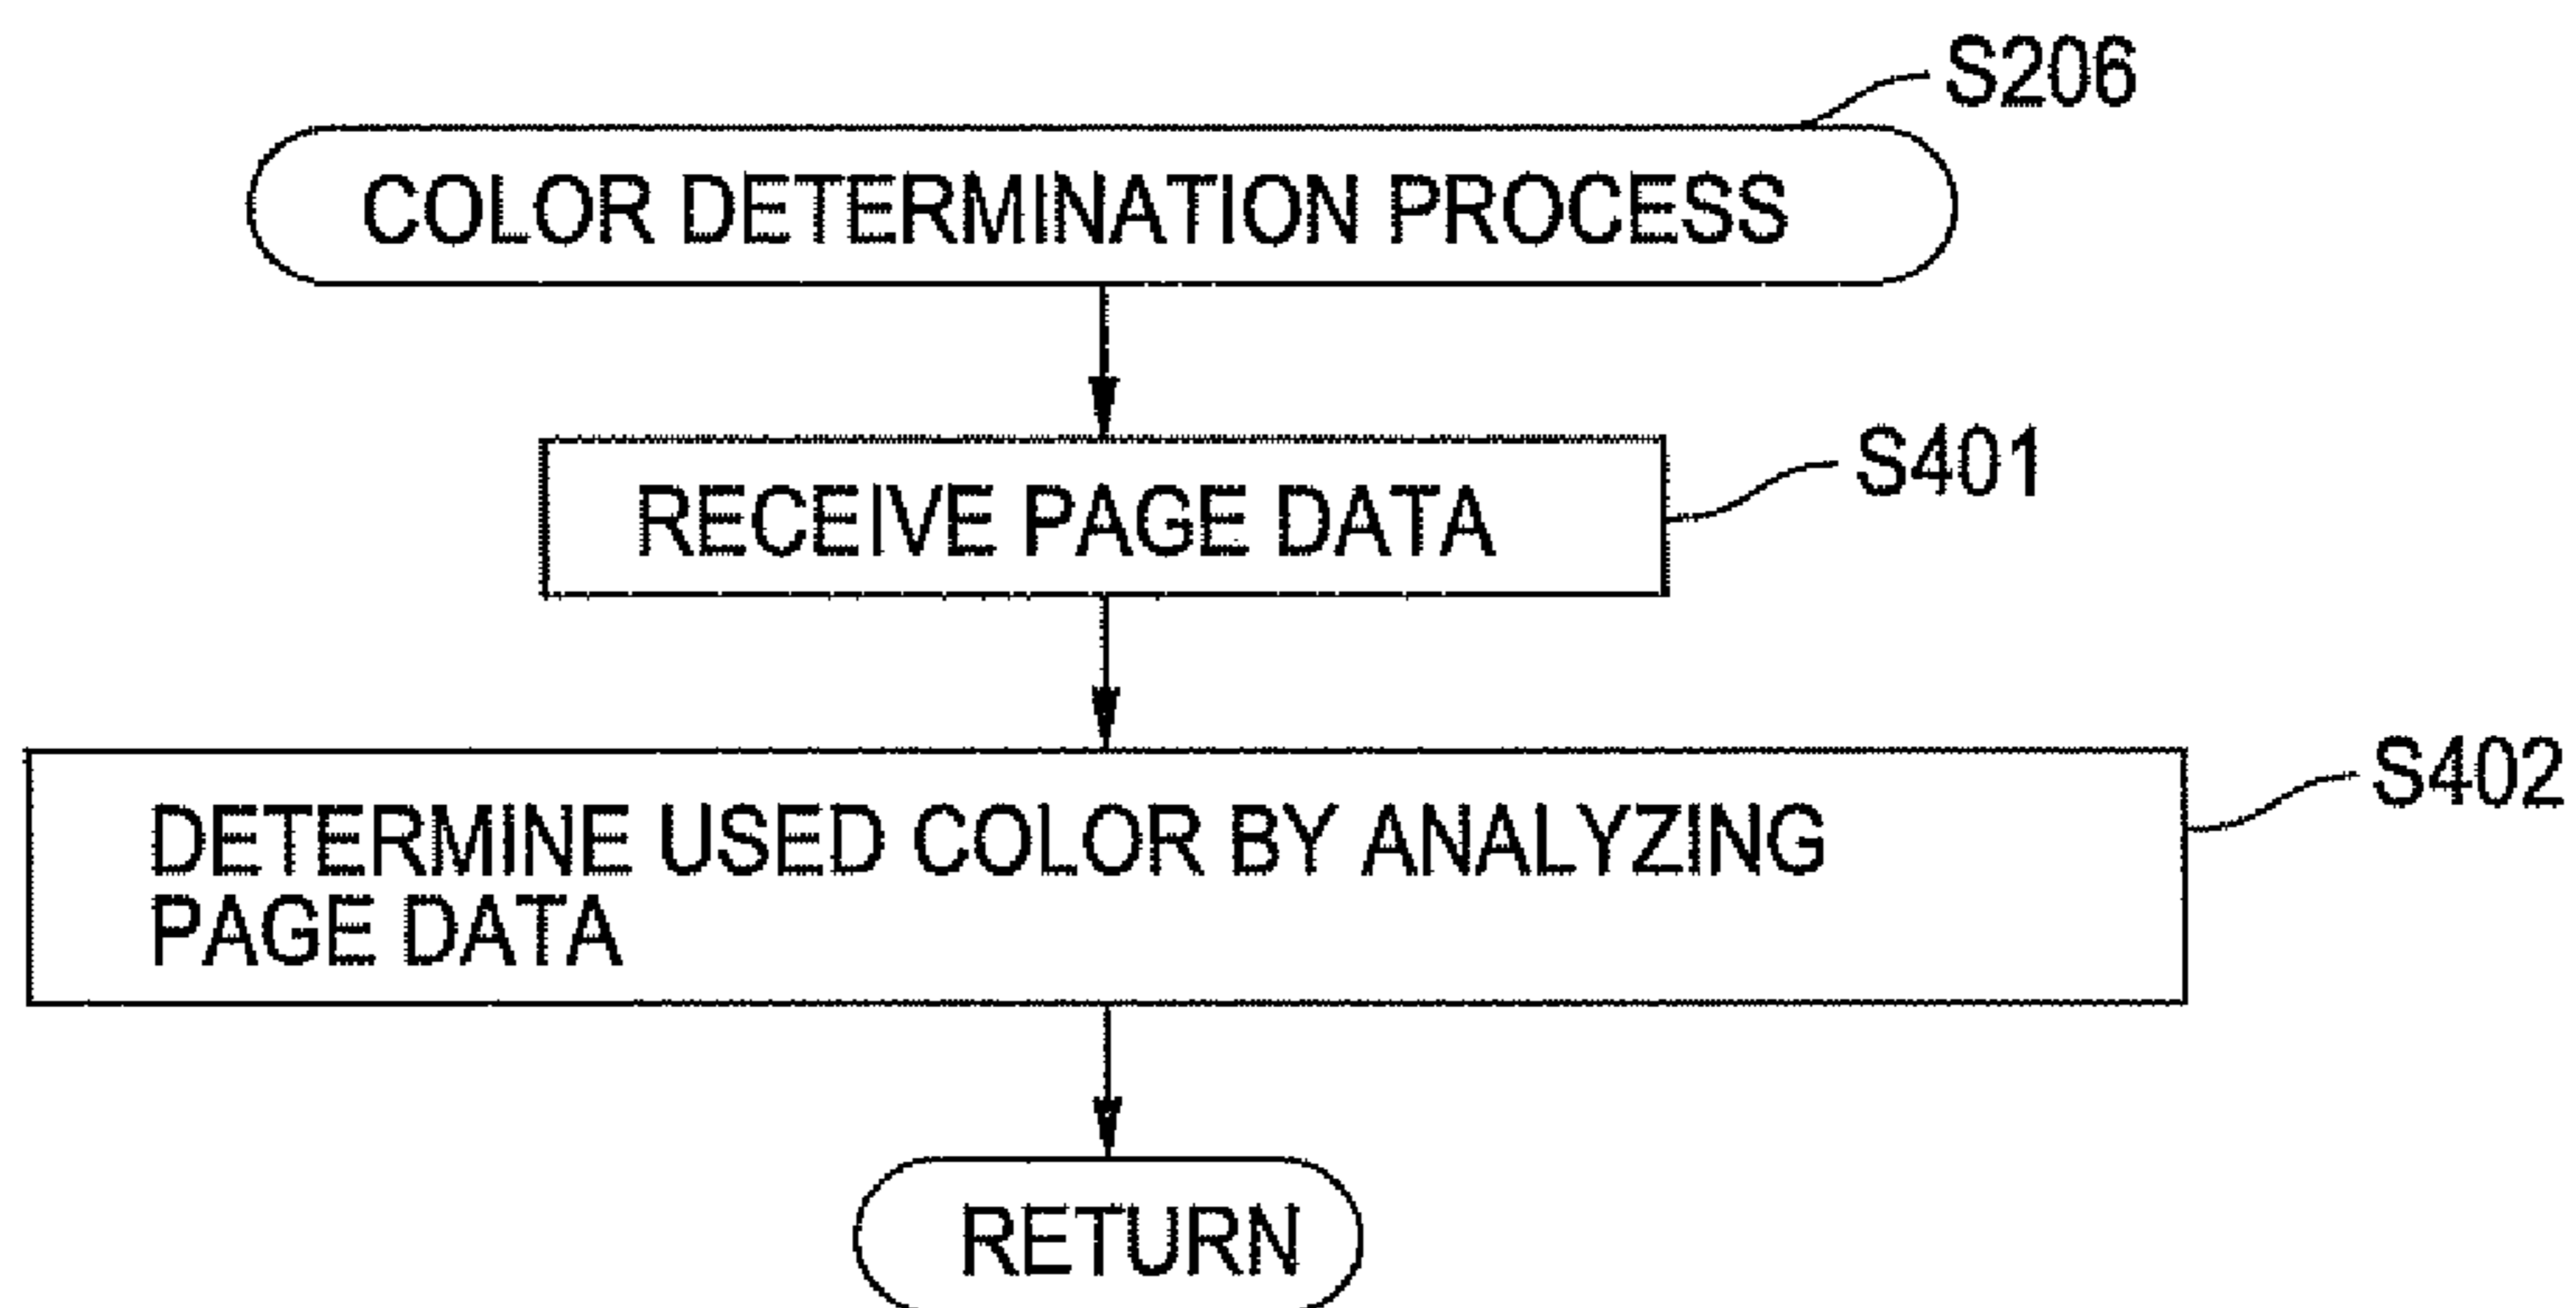 S206
COLOR DETERMINATION PROCESS
S401
RECEIVE PAGE DATA
S402
DETERMINE USED COLOR BY ANALYZING
PAGE DATA
RETURN